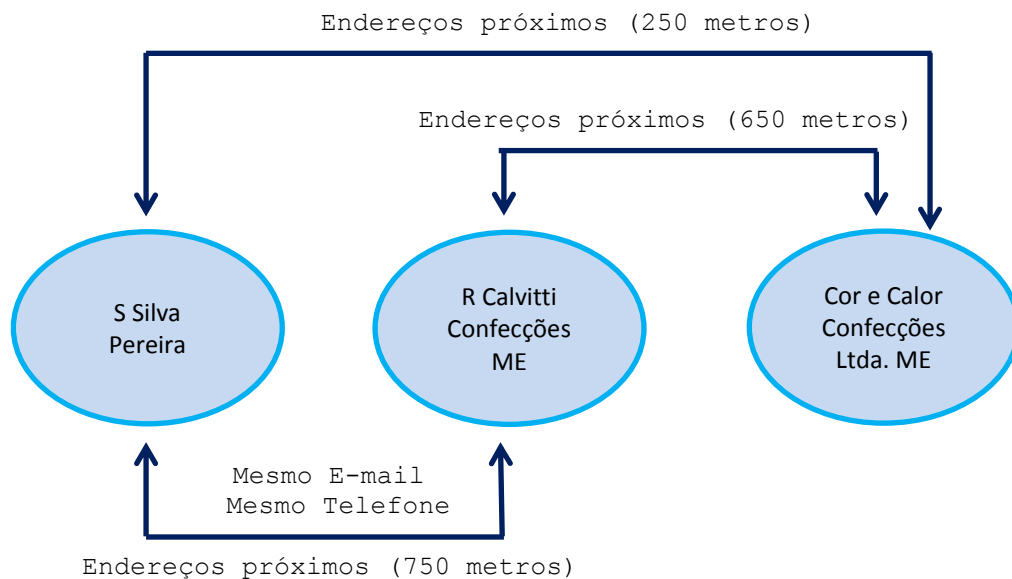 Endereços próximos (250 metros)
Endereços próximos (650 metros)
S Silva
Pereira
R Calvitti
Confecções
ME
Cor e Calor
Confecções
Ltda. ME
Mesmo E-mail
Mesmo Telefone
Endereços próximos (750 metros)